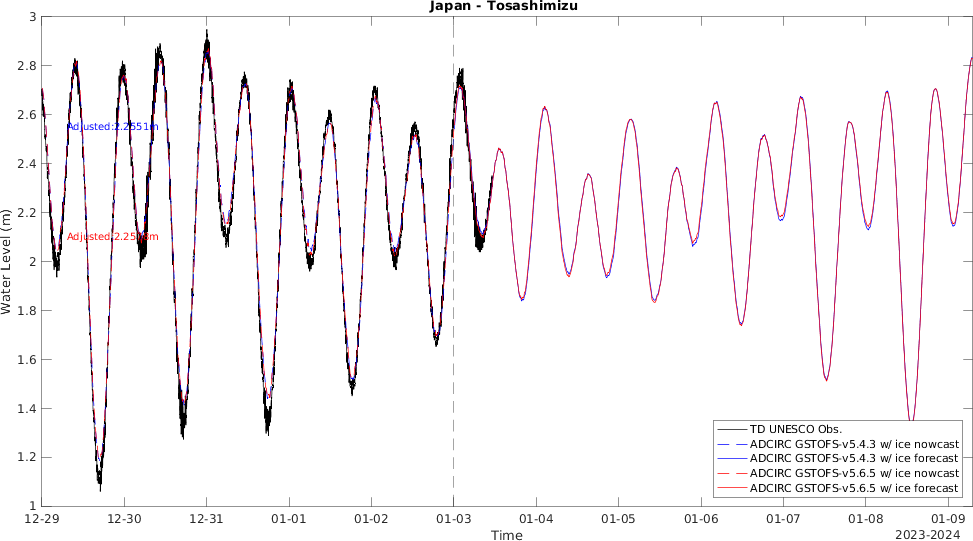 Japan - Tosashimizu
Water Level (m)
3
2.8
2.6
2.4
2.2
2
1.8
1.6
1.4
1.2
1
Adjusted:2.2551m
TD UNESCO Obs.
ADCIRC GSTOFS-v5.4.3 w/ ice nowcast
ADCIRC GSTOFS-v5.4.3 w/ ice forecast
ADCIRC GSTOFS-v5.6.5 w/ ice nowcast
ADCIRC GSTOFS-v5.6.5 w/ ice forecast
12-29 12-30 12-31 01-01 01-02 01-03 01-04 01-05 01-06 01-07 01-08 01-09
Time
2023-2024